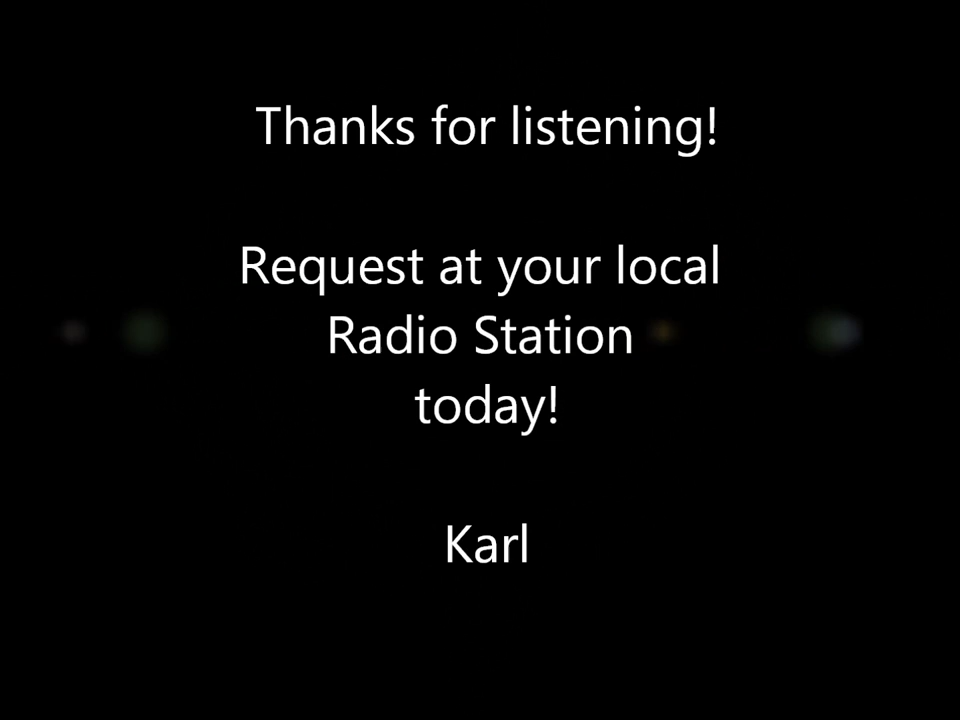 Thanks for listening!
Request at your local
Radio Station
today!
Karl